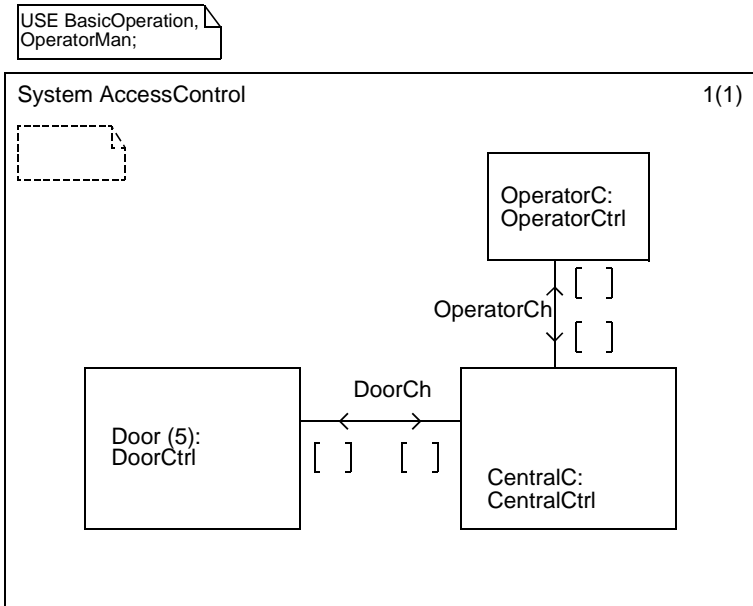 USE BasicOperation,
OperatorMan;
System AccessControl
1(1)
OperatorC:
OperatorCtrl
[ ]
OperatorCh
[ ]
DoorCh
Door (5):
DoorCtrl
[ ] [ ]
CentralC:
CentralCtrl